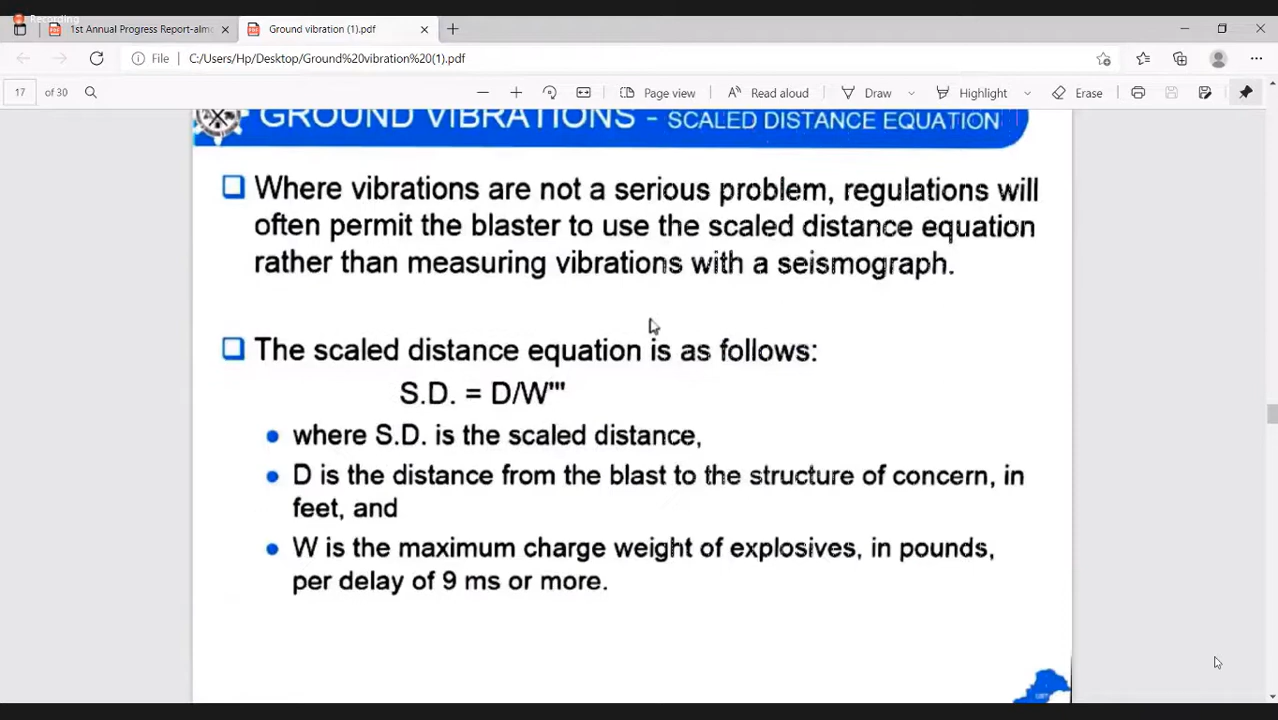 Recording
1st Annual Progress Report-almo
Ground vibration (1).pdf
File
C:/Users/Hp/Desktop/Ground%20vibration%20(1).pdf
17 of 30
Page view
Read aloud
Draw
Highlight
Erase
GROUND VIBRATIONS - SCALED DISTANCE EQUATION
Where vibrations are not a serious problem, regulations will
often permit the blaster to use the scaled distance equation
rather than measuring vibrations with a seismograph.
The scaled distance equation is as follows:
S.D. = D/W'"
where S.D. is the scaled distance,
D is the distance from the blast to the structure of concern, in
feet, and
W is the maximum charge weight of explosives, in pounds,
per delay of 9 ms or more.